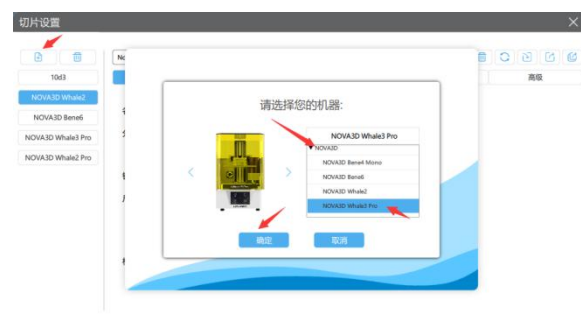 切片设置
No
10d3
NOVA3D Whale2
NOVA3D Bene6
NOVA3D Whale3 Pro
NOVA3D Whale2 Pro
高级
请选择您的机器:
NOVA3D Whale3 Pro
NOVA3D
NOVA3D Bene4 Mono
NOVA3D Bene6
NOVA3D Whale2
NOVA3D Whale3 Pro
确定
取消